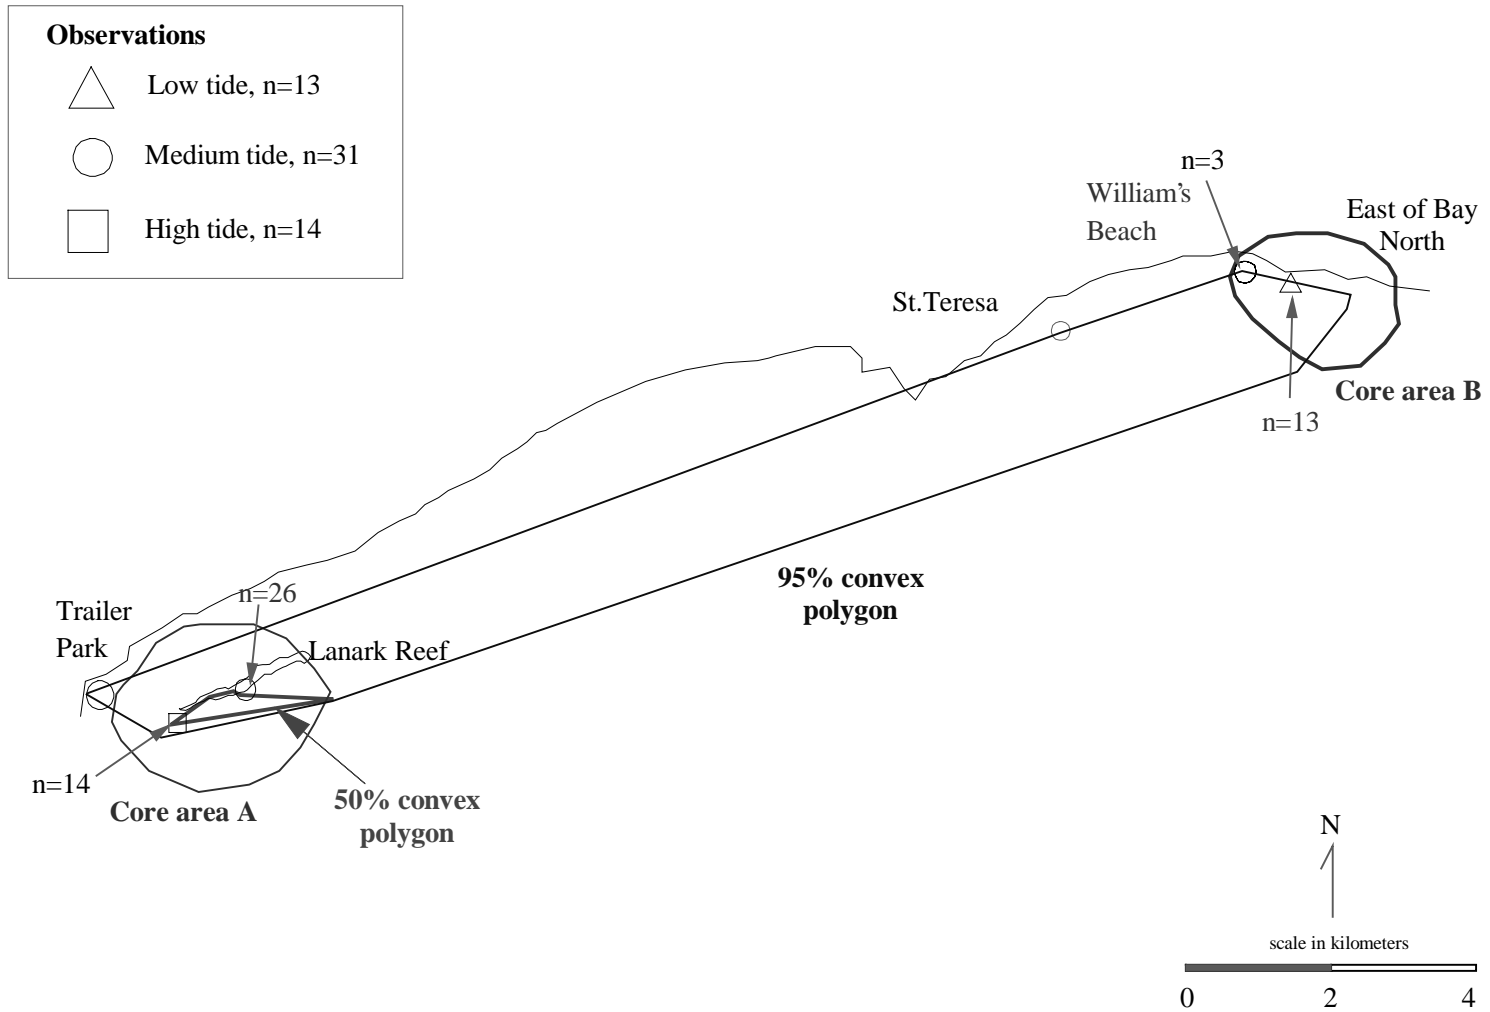 Observations
Low tide, n=13
Medium tide, n=31
High tide, n=14
n=3
William's
Beach
East of Bay
North
St.Teresa
Core area B
n=13
95% convex
polygon
n=26
Trailer
Park
Lanark Reef
n=14
Core area A
50% convex
polygon
N
scale in kilometers
0 2 4